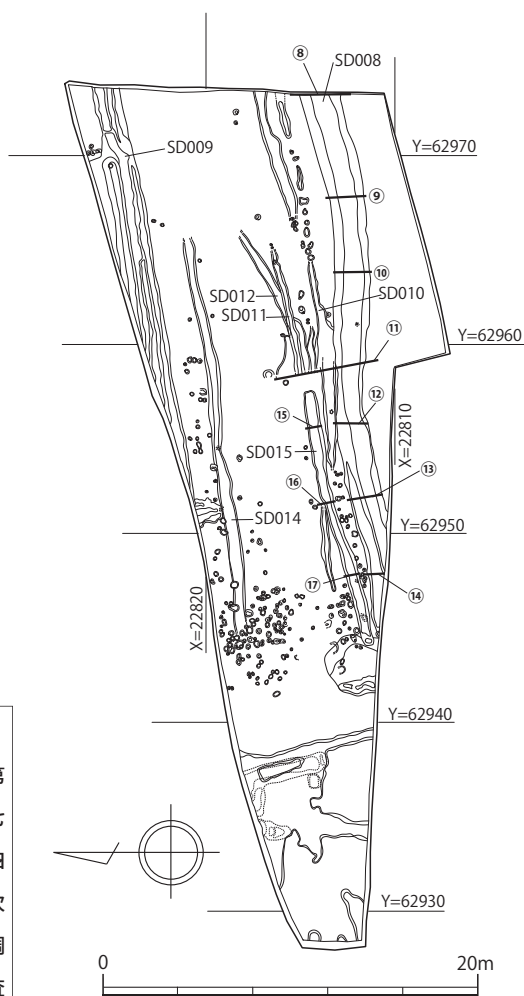 ⑧
SD008
Y=62970
SD009
⑨
⑩
SD012
SD010
SD011
⑪
Y=62960
⑫
X=22810
⑮
SD015
⑬
⑯
SD014
Y=62950
⑰
⑭
X=22820
Y=62940
Y=62930
0
20m